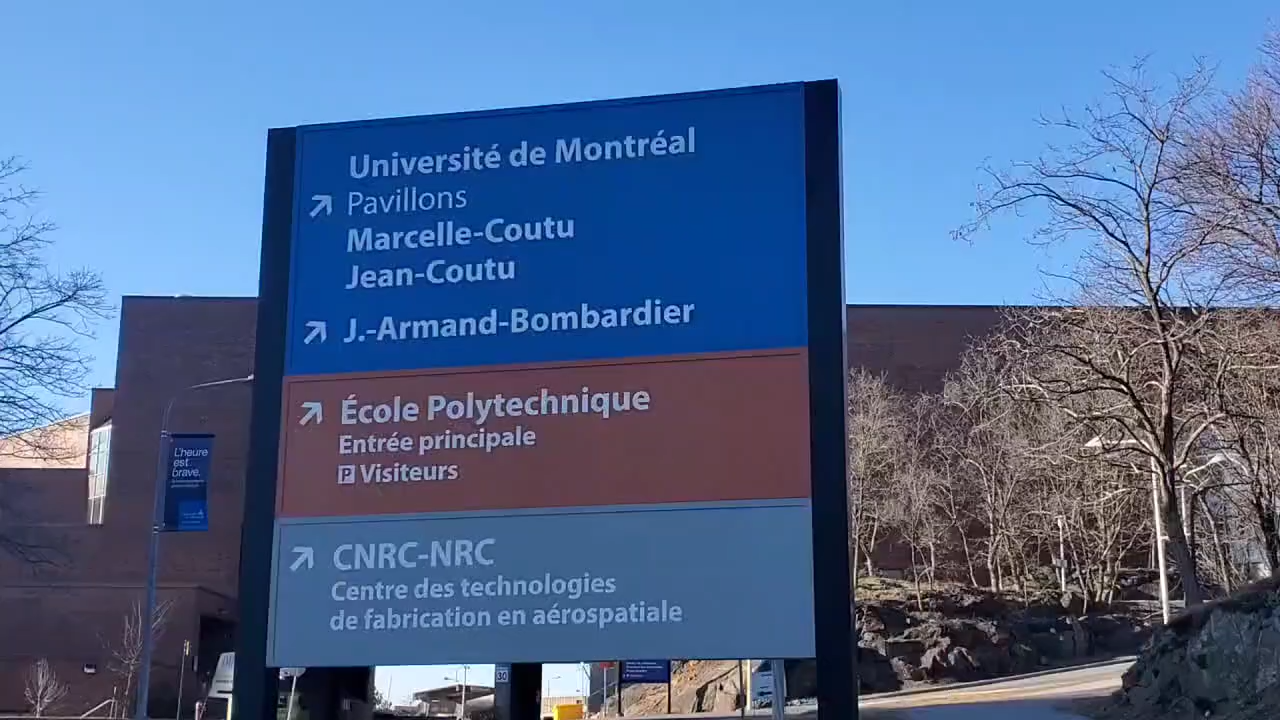 Université de Montréal
Pavillons
Marcelle-Coutu
Jean-Coutu
J.-Armand-Bombardier
École Polytechnique
Entrée principale
P Visiteurs
CNRC-NRC
Centre des technologies
de fabrication en aérospatiale
L'heure
est
brave.
30